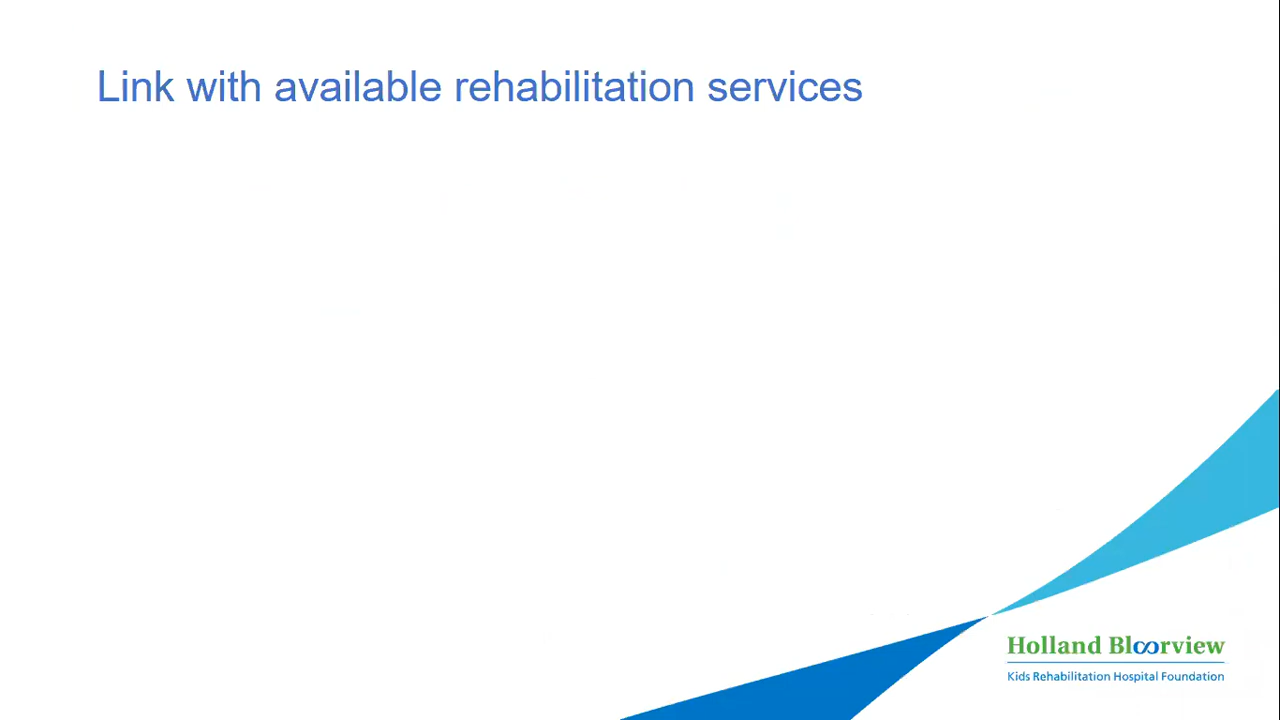 Link with available rehabilitation services
Holland Bloorview
Kids Rehabilitation Hospital Foundation